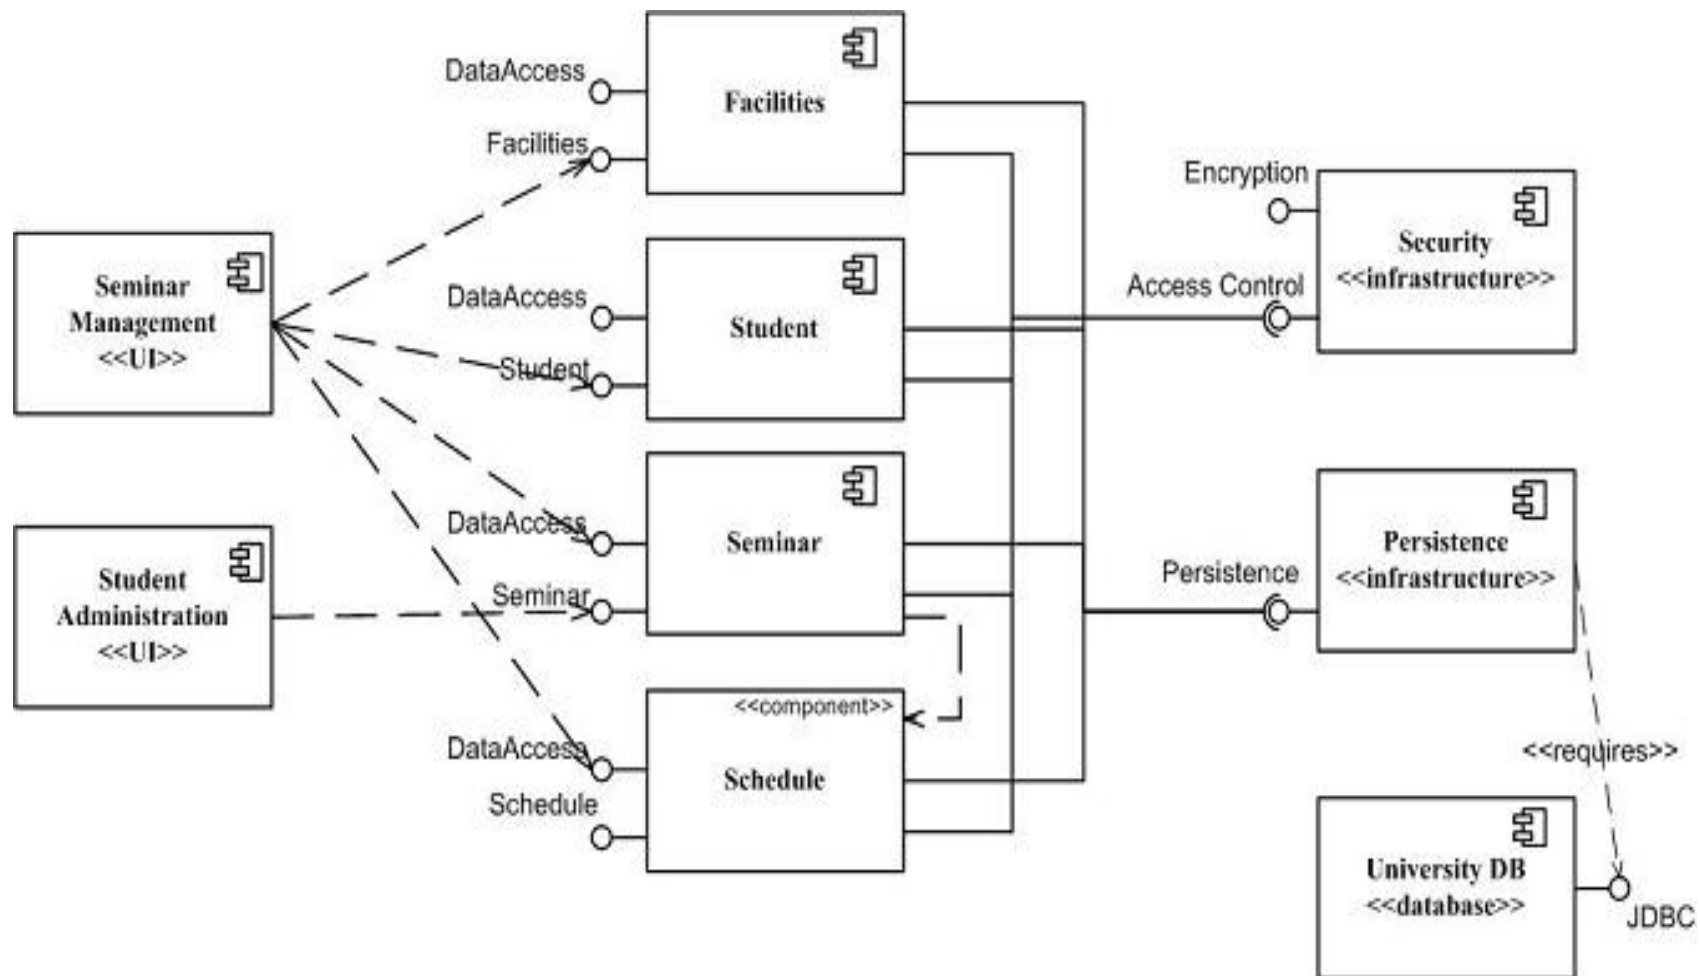 DataAccess
Facilities
Facilities
Encryption
Security
<<infrastructure>>
Access Control
Seminar
Management
<<UI>>
DataAccess
Student
Student
DataAccess
Seminar
Seminar
Persistence
Persistence
<<infrastructure>>
Student
Administration
<<UI>>
<<component>>
DataAccess
Schedule
Schedule
<<requires>>
University DB
<<database>>
JDBC